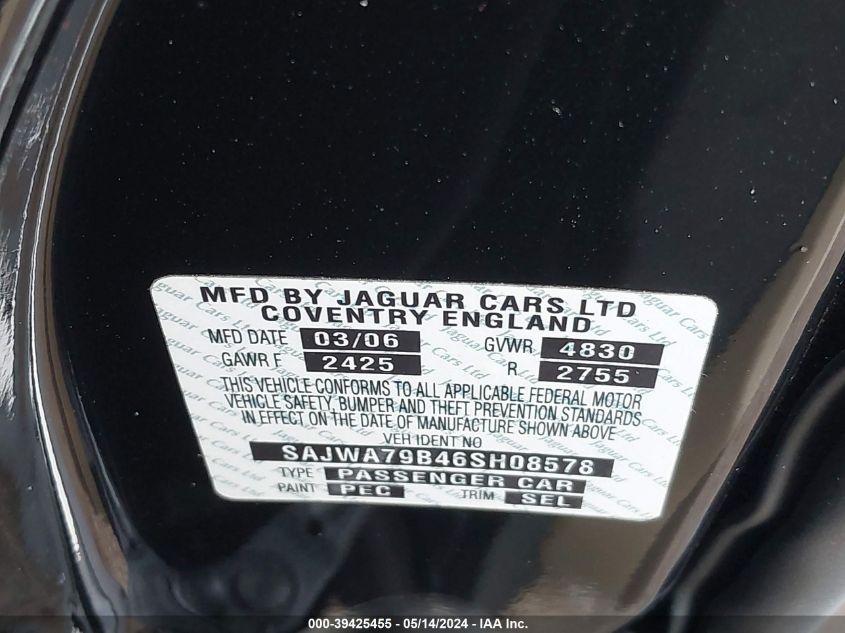 MFD BY JAGUAR CARS LTD
COVENTRY ENGLAND
MFD DATE 03/06 GVWR 4830
GAWR F 2425 R 2755
THIS VEHICLE CONFORMS TO ALL APPLICABLE FEDERAL MOTOR
VEHICLE SAFETY, BUMPER AND THEFT PREVENTION STANDARDS
IN EFFECT ON THE DATE OF MANUFACTURE SHOWN ABOVE
VEH IDENT NO
SAJWA79B46SH08578
TYPE PASSENGER CAR
PAINT PEC TRIM SEL
000-39425455 - 05/14/2024 - IAA Inc.